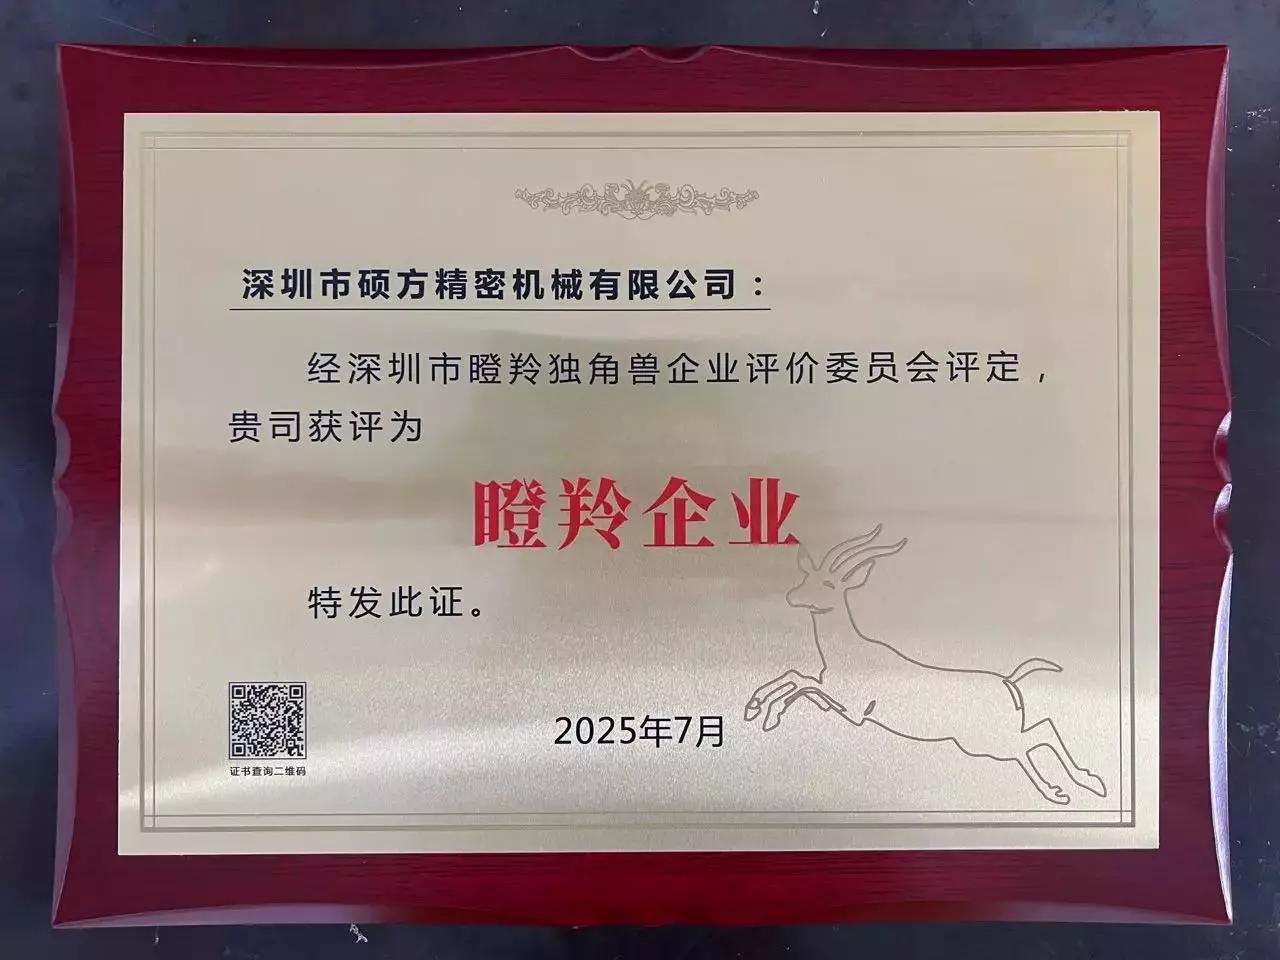 深圳市硕方精密机械有限公司：
经深圳市瞪羚独角兽企业评价委员会评定，
贵司获评为
瞪羚企业
特发此证。
2025年7月
证书查询二维码